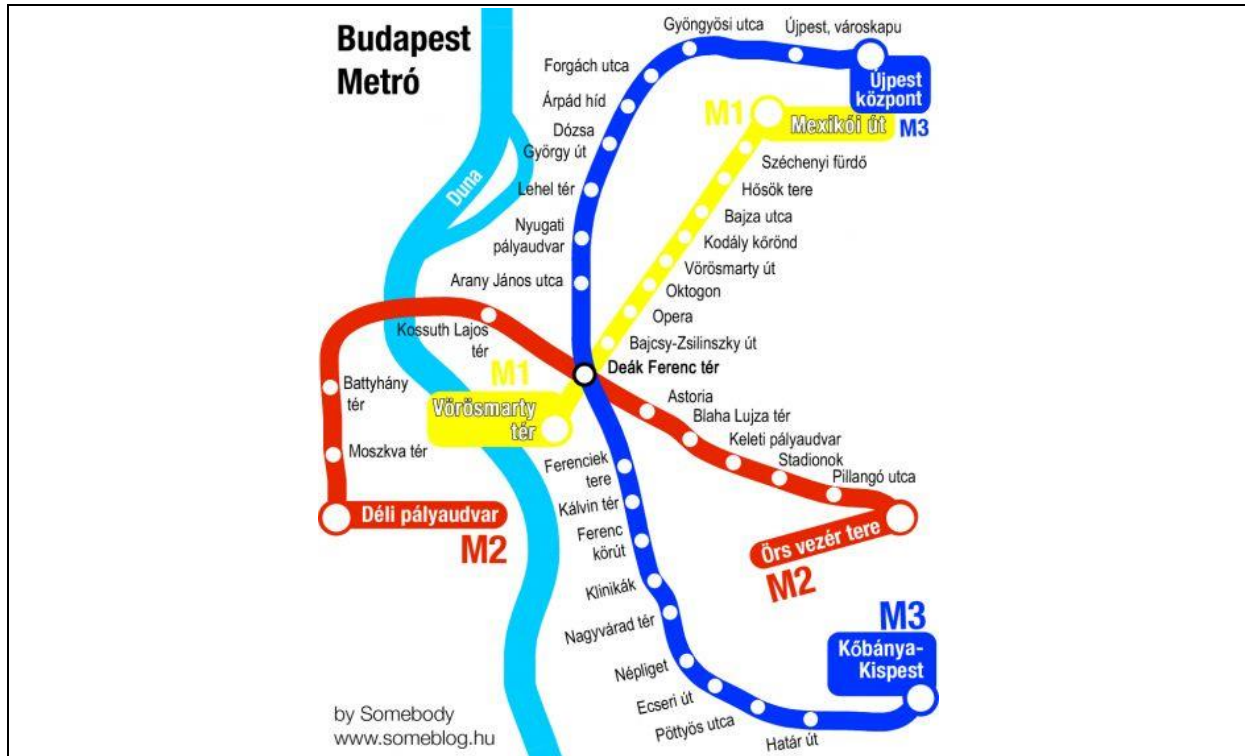 Budapest
Metró
Duna
Gyöngyösi utca
Újpest, városkapu
Forgách utca
Árpád híd
Dózsa
György út
Lehel tér
Nyugati
pályaudvar
Arany János utca
Újpest
központ
M3
M1
Mexikói út
Széchenyi fürdő
Hősök tere
Bajza utca
Kodály kőrönd
Vörösmarty út
Oktogon
Opera
Bajcsy-Zsilinszky út
Deák Ferenc tér
Kossuth Lajos
tér
M1
Vörösmarty
tér
Battyhány
tér
Moszkva tér
Déli pályaudvar
M2
Astoria
Blaha Lujza tér
Keleti pályaudvar
Stadionok
Pillangó utca
Örs vezér tere
M2
Ferenciek
tere
Kálvin tér
Ferenc
körút
Klinikák
Nagyvárad tér
Népliget
Ecseri út
Pöttyös utca
Határ út
M3
Kőbánya-
Kispest
by Somebody
www.someblog.hu